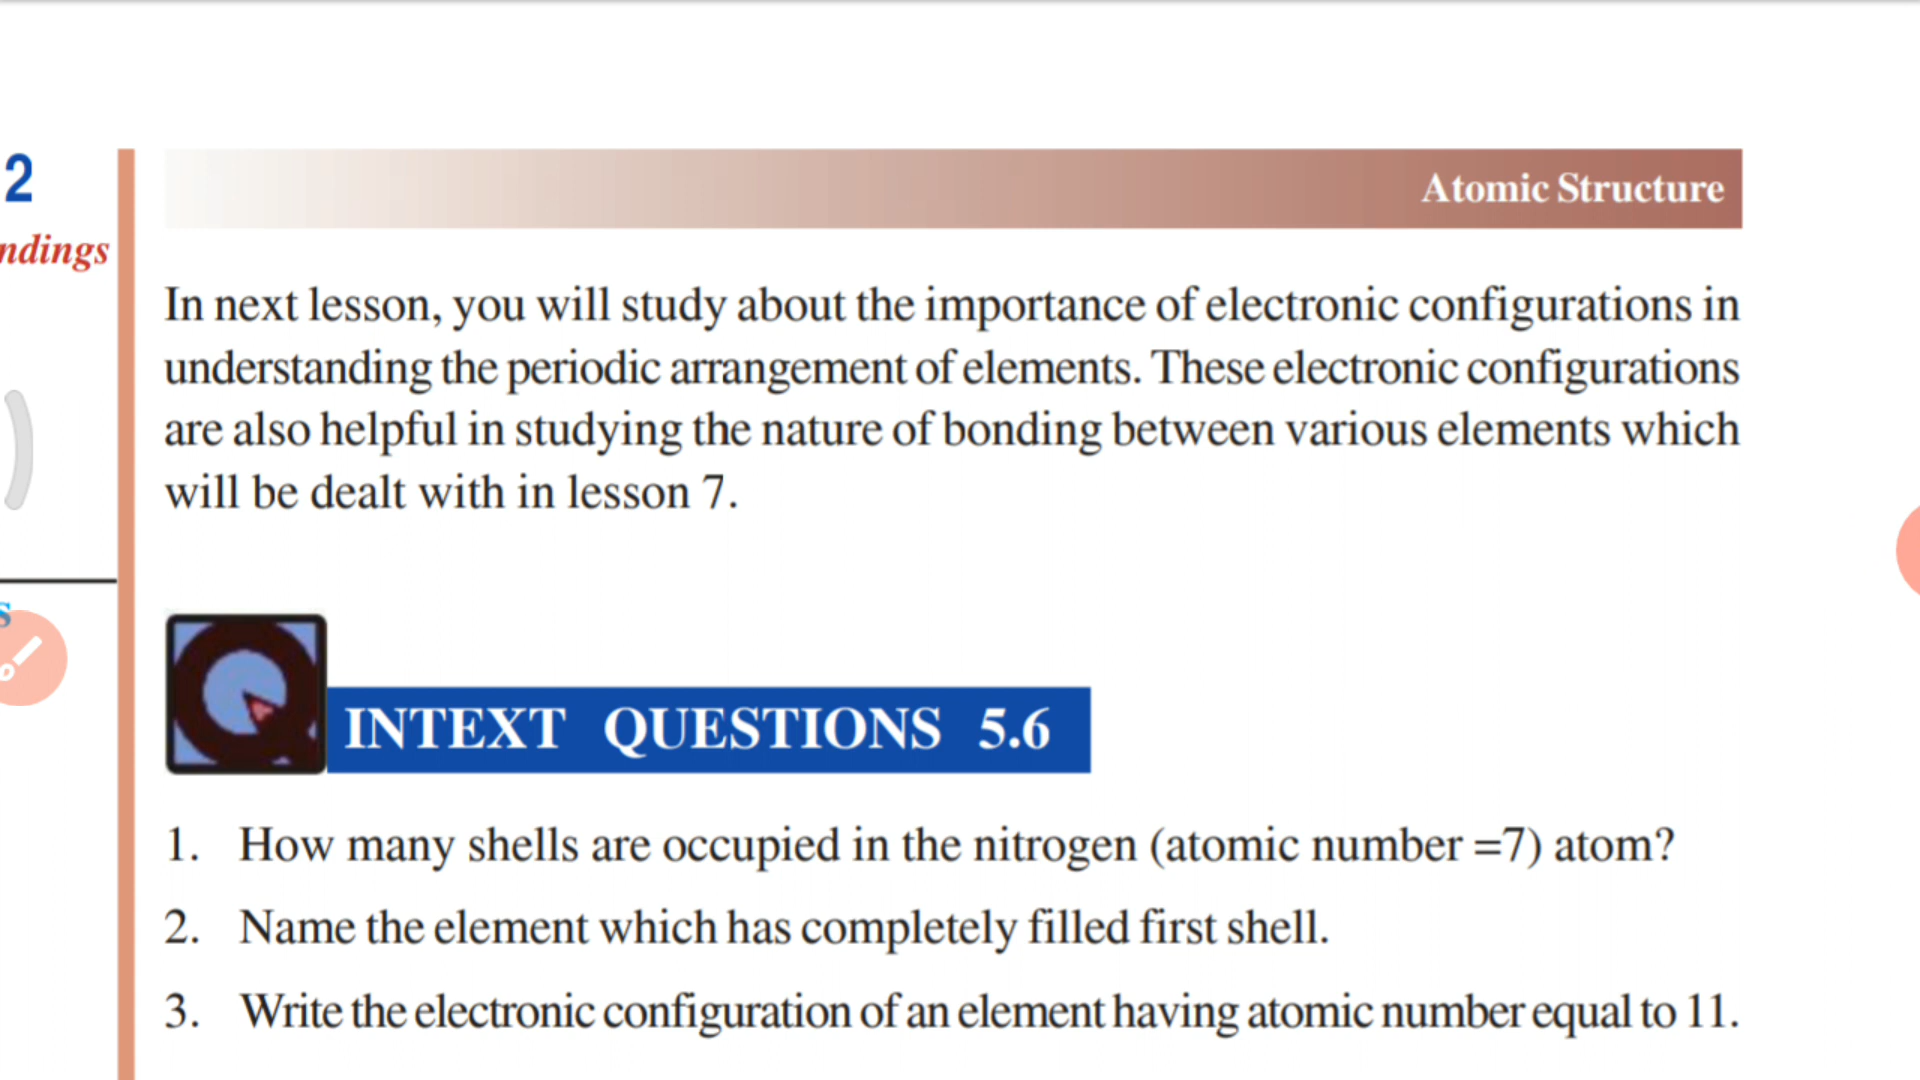 2
ndings
Atomic Structure
In next lesson, you will study about the importance of electronic configurations in
understanding the periodic arrangement of elements. These electronic configurations
are also helpful in studying the nature of bonding between various elements which
will be dealt with in lesson 7.
s
Q
INTEXT QUESTIONS 5.6
1. How many shells are occupied in the nitrogen (atomic number =7) atom?
2. Name the element which has completely filled first shell.
3. Write the electronic configuration of an element having atomic number equal to 11.